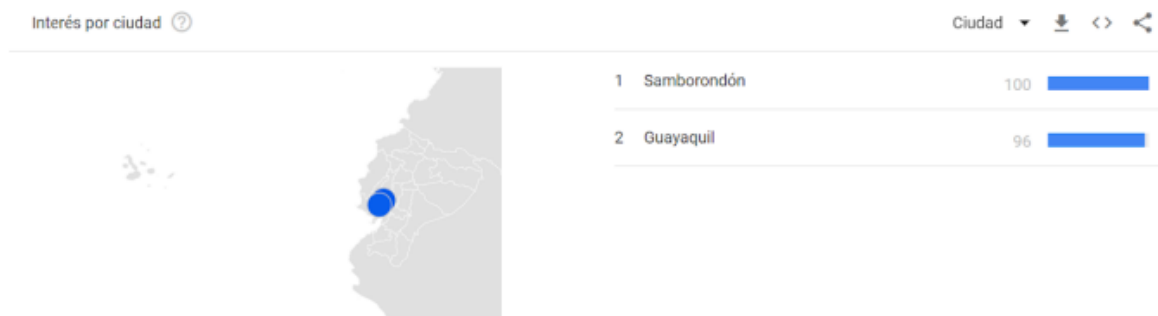 Interés por ciudad
Ciudad
1 Samborondón 100
2 Guayaquil 96